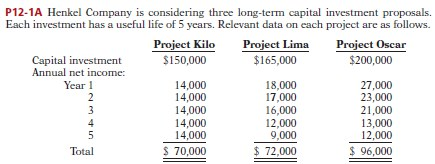 P12-1A Henkel Company is considering three long-term capital investment proposals.
Each investment has a useful life of 5 years. Relevant data on each project are as follows.
Project Kilo Project Lima Project Oscar
Capital investment $150,000 $165,000 $200,000
Annual net income:
Year 1 14,000 18,000 27,000
2 14,000 17,000 23,000
3 14,000 16,000 21,000
4 14,000 12,000 13,000
5 14,000 9,000 12,000
Total $ 70,000 $ 72,000 $ 96,000